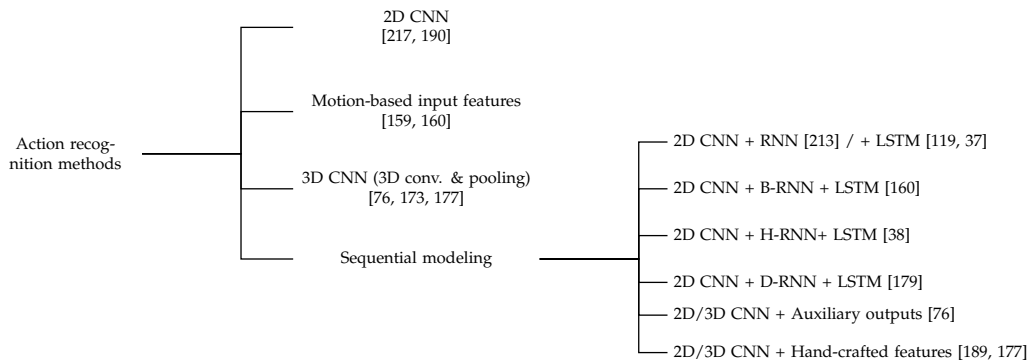 Action recog-
nition methods
2D CNN
[217, 190]
Motion-based input features
[159, 160]
3D CNN (3D conv. & pooling)
[76, 173, 177]
Sequential modeling
2D CNN + RNN [213] / + LSTM [119, 37]
2D CNN + B-RNN + LSTM [160]
2D CNN + H-RNN+ LSTM [38]
2D CNN + D-RNN + LSTM [179]
2D/3D CNN + Auxiliary outputs [76]
2D/3D CNN + Hand-crafted features [189, 177]